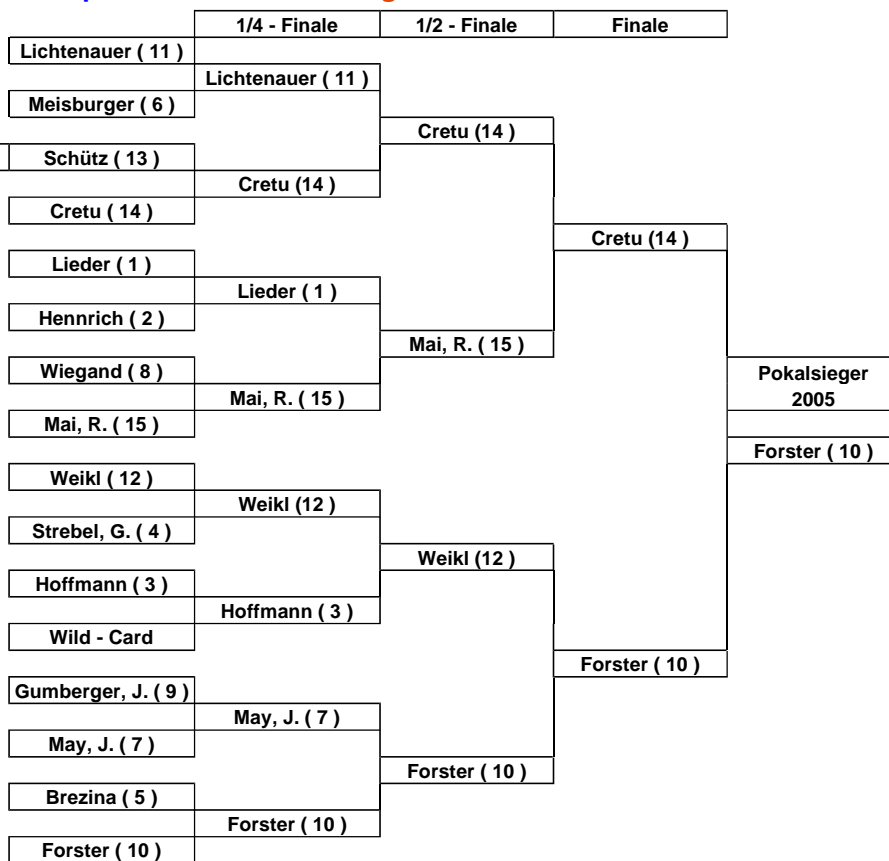 1/4 - Finale 1/2 - Finale Finale
Lichtenauer ( 11 )
Lichtenauer ( 11 )
Meisburger ( 6 )
Cretu (14 )
Schütz ( 13 )
Cretu (14 )
Cretu ( 14 )
Cretu (14 )
Lieder ( 1 )
Lieder ( 1 )
Hennrich ( 2 )
Mai, R. ( 15 )
Wiegand ( 8 )
Pokalsieger
2005
Mai, R. ( 15 )
Mai, R. ( 15 )
Forster ( 10 )
Weikl ( 12 )
Weikl (12 )
Strebel, G. ( 4 )
Weikl (12 )
Hoffmann ( 3 )
Hoffmann ( 3 )
Wild - Card
Forster ( 10 )
Gumberger, J. ( 9 )
May, J. ( 7 )
May, J. ( 7 )
Forster ( 10 )
Brezina ( 5 )
Forster ( 10 )
Forster ( 10 )